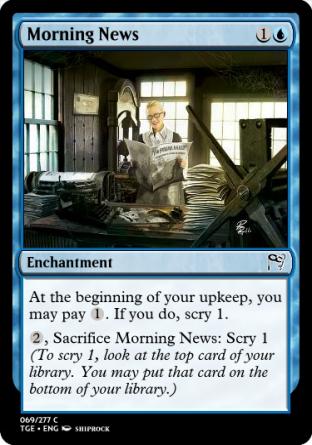 Morning News 1
Enchantment
At the beginning of your upkeep, you
may pay 1. If you do, scry 1.
2, Sacrifice Morning News: Scry 1
(To scry 1, look at the top card of your
library. You may put that card on the
bottom of your library.)
069/277 C
TGE • ENG SHIPROCK